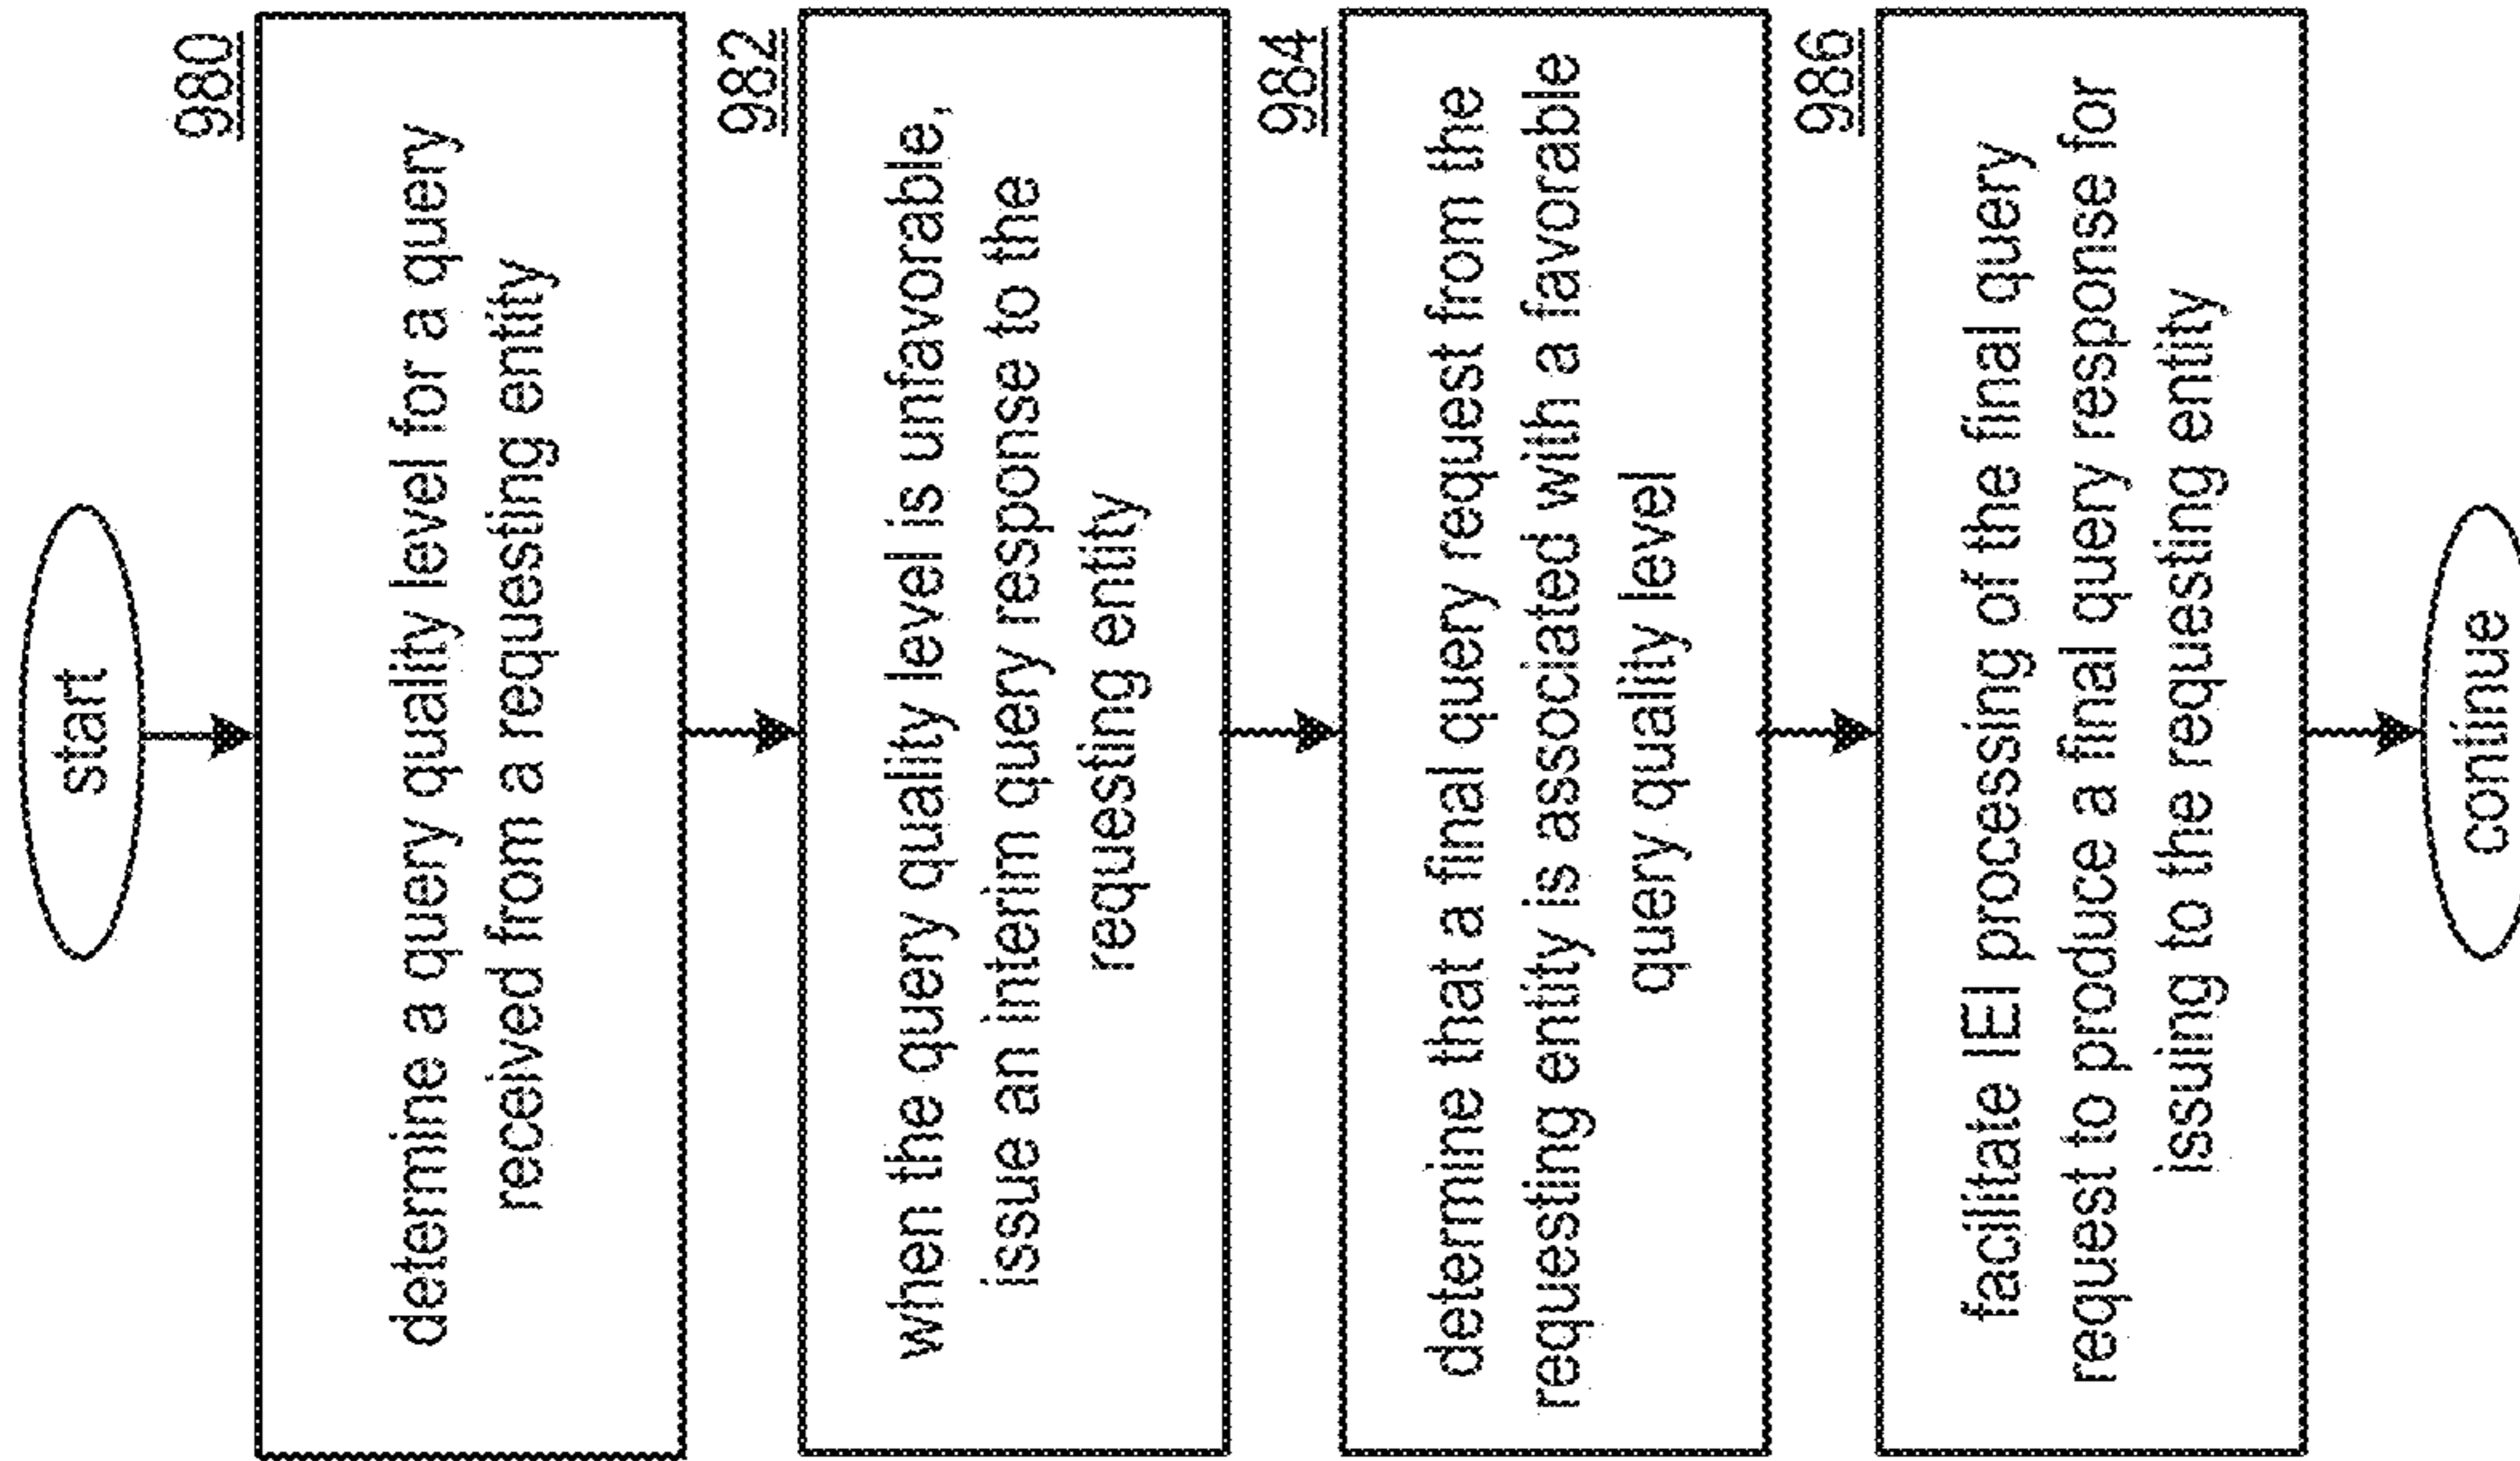 start
980
determine a query quality level for a query
received from a requesting entity
982
when the query quality level is unfavorable,
issue an interim query response to the
requesting entity
984
determine that a final query request from the
requesting entity is associated with a favorable
query quality level
986
facilitate IEI processing of the final query
request to produce a final query response for
issuing to the requesting entity
continue